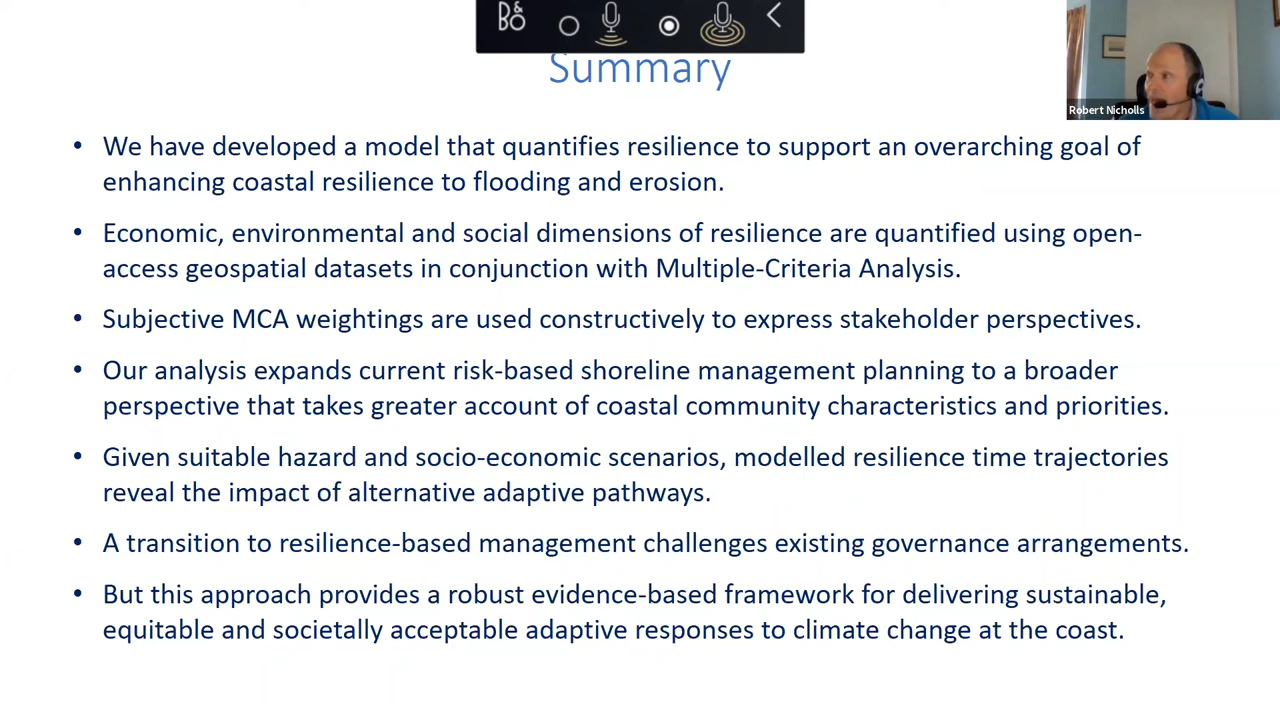 B&O
Summary
Robert Nicholls
• We have developed a model that quantifies resilience to support an overarching goal of
enhancing coastal resilience to flooding and erosion.
• Economic, environmental and social dimensions of resilience are quantified using open-
access geospatial datasets in conjunction with Multiple-Criteria Analysis.
• Subjective MCA weightings are used constructively to express stakeholder perspectives.
• Our analysis expands current risk-based shoreline management planning to a broader
perspective that takes greater account of coastal community characteristics and priorities.
• Given suitable hazard and socio-economic scenarios, modelled resilience time trajectories
reveal the impact of alternative adaptive pathways.
• A transition to resilience-based management challenges existing governance arrangements.
• But this approach provides a robust evidence-based framework for delivering sustainable,
equitable and societally acceptable adaptive responses to climate change at the coast.